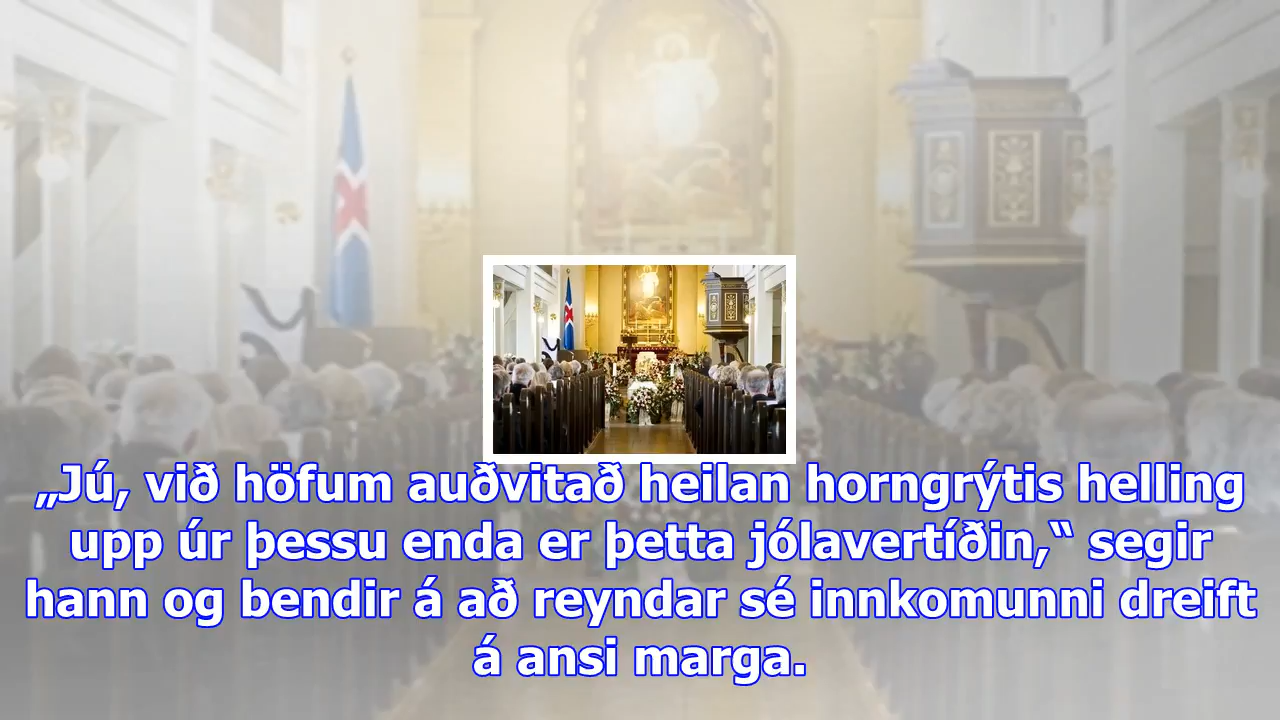 „Jú, við höfum auðvitað heilan horngrýtis helling
upp úr þessu enda er þetta jólavertíðin,“ segir
hann og bendir á að reyndar sé innkomunni dreift
á ansi marga.